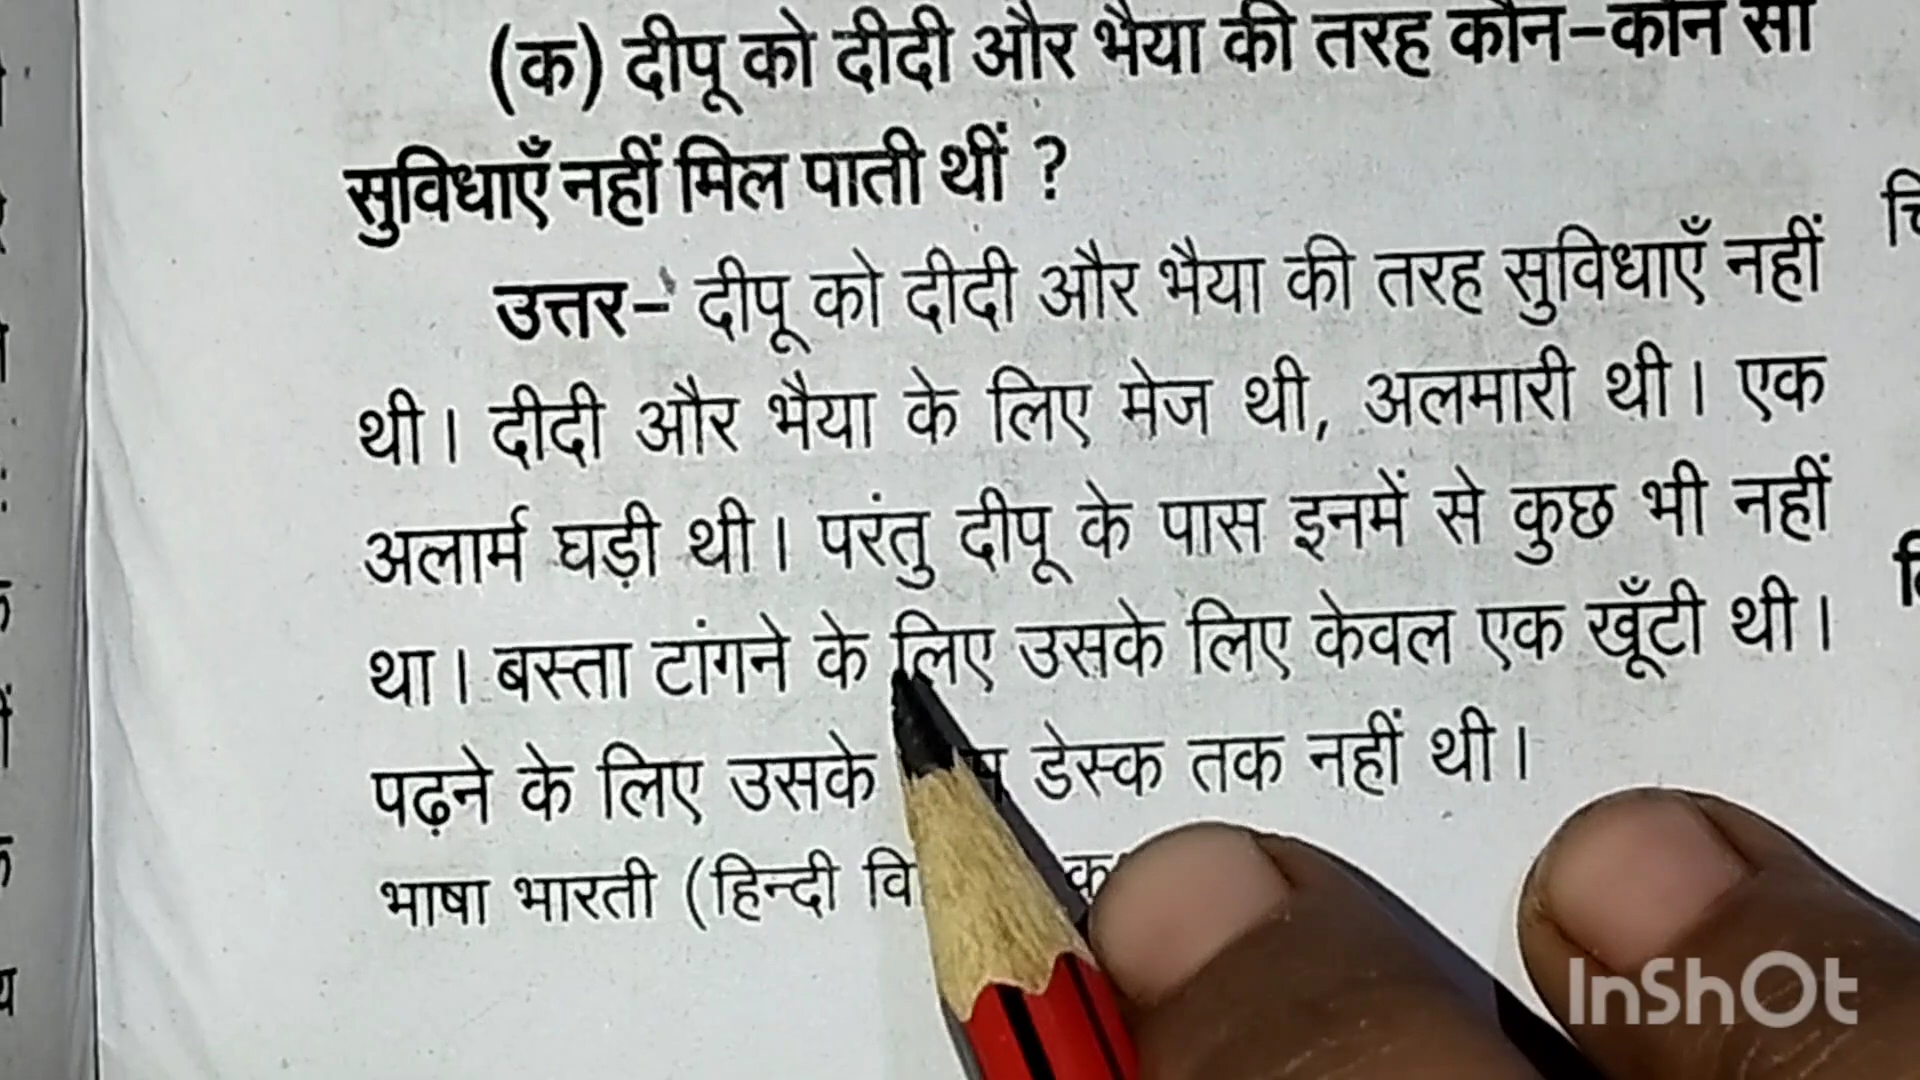 (क) दीपू को दीदी और भैया की तरह कौन-कौन सी
सुविधाएँ नहीं मिल पाती थीं ?
उत्तर- दीपू को दीदी और भैया की तरह सुविधाएँ नहीं
थी। दीदी और भैया के लिए मेज थी, अलमारी थी। एक
अलार्म घड़ी थी। परंतु दीपू के पास इनमें से कुछ भी नहीं
था। बस्ता टांगने के लिए उसके लिए केवल एक खूँटी थी।
पढ़ने के लिए उसके डेस्क तक नहीं थी।
भाषा भारती (हिन्दी
InShOt